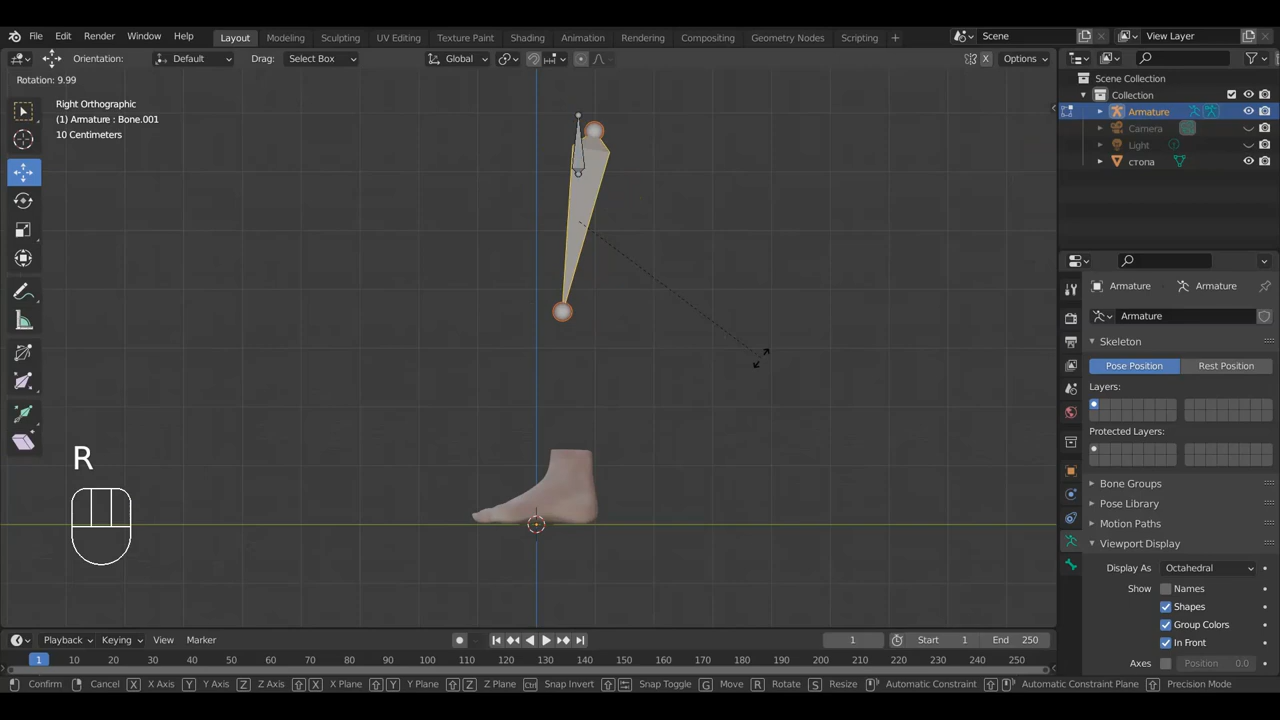 File Edit Render Window Help Layout Modeling Sculpting UV Editing Texture Paint Shading Animation Rendering Compositing Geometry Nodes Scripting + Scene View Layer
Orientation: Default Drag: Select Box Global X Options
Rotation: 9.99
Right Orthographic
(1) Armature : Bone.001
10 Centimeters
Scene Collection
Collection
Armature
Camera
Light
стопа
Armature Armature
Armature
Skeleton
Pose Position Rest Position
Layers:
Protected Layers:
Bone Groups
Pose Library
Motion Paths
Viewport Display
Display As Octahedral
Show Names
Shapes
Group Colors
In Front
Axes Position 0.0
R
Playback Keying View Marker 1 Start 1 End 250
1 10 20 30 40 50 60 70 80 90 100 110 120 130 140 150 160 170 180 190 200 210 220 230 240 250
Confirm Cancel X X Axis Y Y Axis Z Z Axis X X Plane Y Y Plane Z Z Plane Ctrl Snap Invert Snap Toggle G Move R Rotate S Resize Automatic Constraint Automatic Constraint Plane Precision Mode